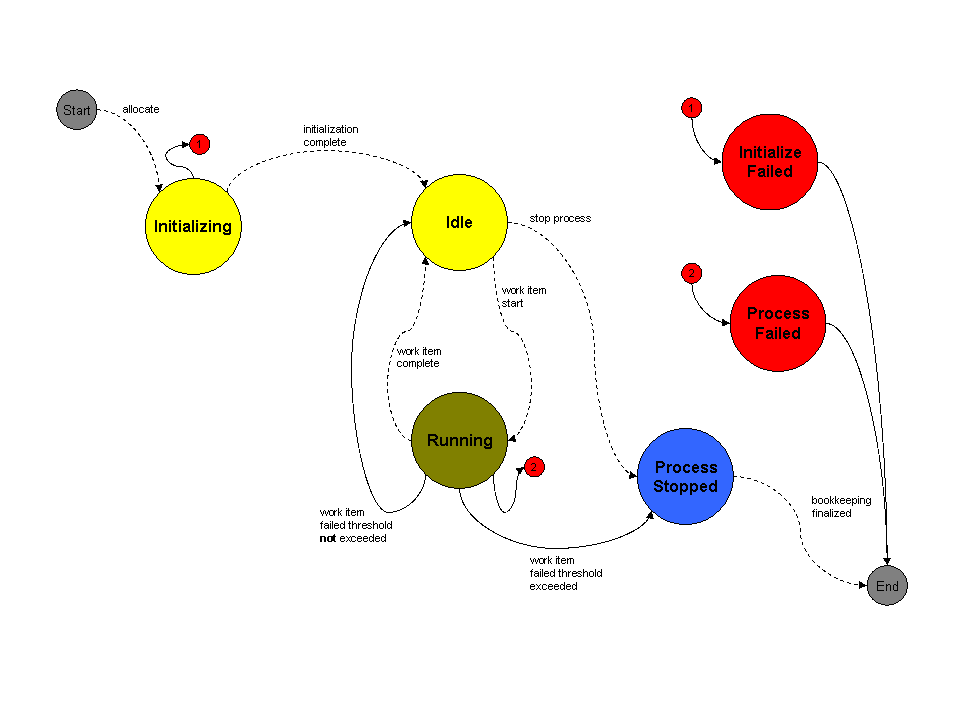 Start
allocate
1
initialization
complete
1
Initialize
Failed
Initializing
Idle
stop process
2
work item
start
Process
Failed
work item
complete
Running
2
Process
Stopped
bookkeeping
finalized
work item
failed threshold
not exceeded
work item
failed threshold
exceeded
End